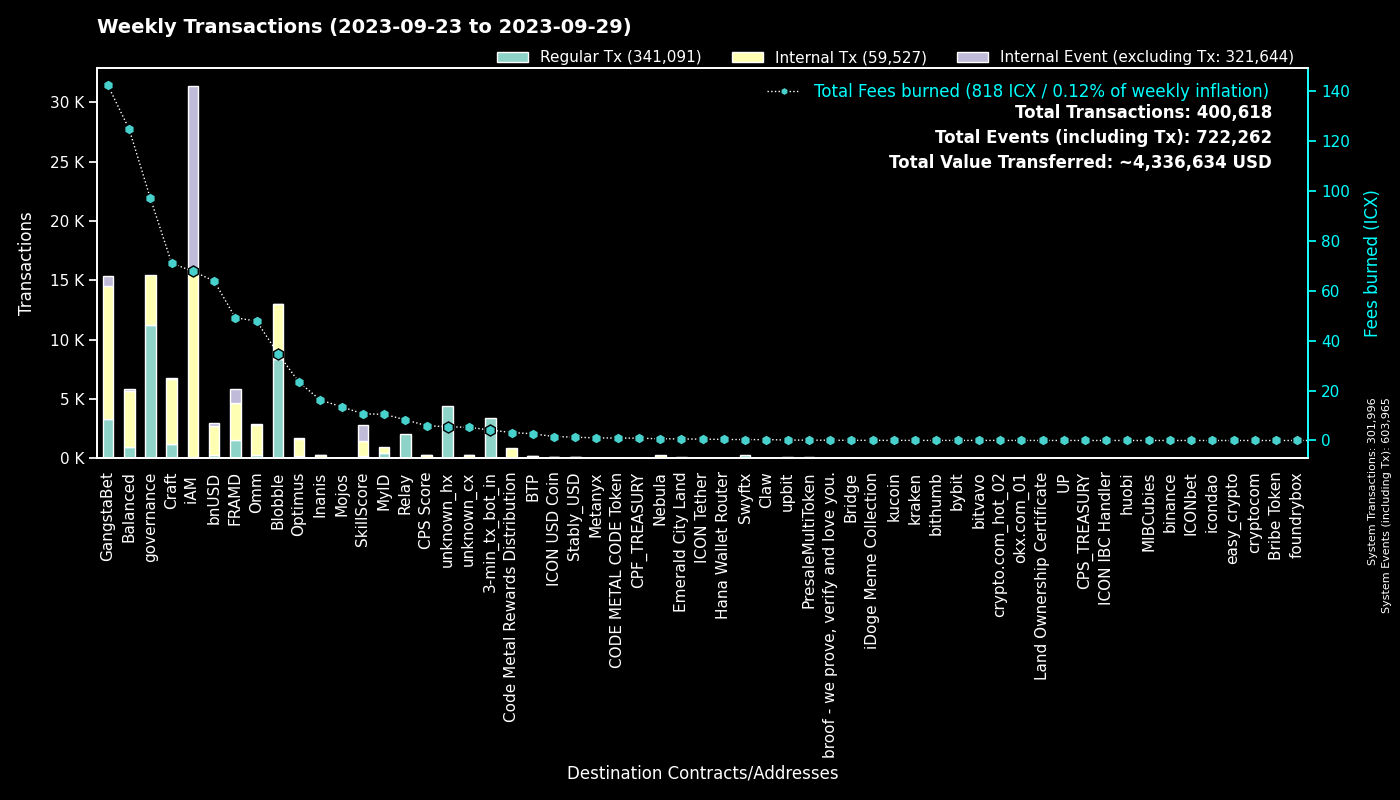 Weekly Transactions (2023-09-23 to 2023-09-29)
Regular Tx (341,091)
Internal Tx (59,527)
Internal Event (excluding Tx: 321,644)
Total Fees burned (818 ICX / 0.12% of weekly inflation)
Total Transactions: 400,618
Total Events (including Tx): 722,262
Total Value Transferred: ~4,336,634 USD
Transactions
30 K
25 K
20 K
15 K
10 K
5 K
0 K
140
120
100
80
60
40
20
0
Fees burned (ICX)
System Transactions: 301,996
System Events (including Tx): 603,965
GangstaBet
Balanced
governance
Craft
iAM
bnUSD
FRAMD
Omm
Blobble
Optimus
Inanis
Mojos
SkillScore
MyID
Relay
CPS Score
unknown_hx
unknown_cx
3-min_tx_bot_in
Code Metal Rewards Distribution
BTP
ICON USD Coin
Stably_USD
Metanyx
CODE METAL CODE Token
CPF_TREASURY
Nebula
Emerald City Land
ICON Tether
Hana Wallet Router
Swyftx
Claw
upbit
PresaleMultiToken
broof - we prove, verify and love you.
Bridge
iDoge Meme Collection
kucoin
kraken
bithumb
bybit
bitvavo
crypto.com_hot_02
okx.com_01
Land Ownership Certificate
UP
CPS_TREASURY
ICON IBC Handler
huobi
MIBCubies
binance
ICONbet
icondao
easy_crypto
cryptocom
Bribe Token
foundrybox
Destination Contracts/Addresses